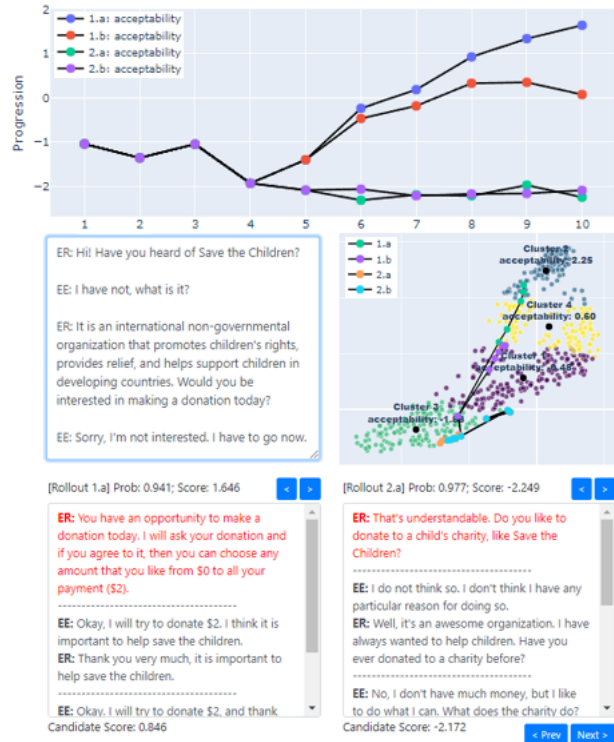 2
1.a: acceptability
1.b: acceptability
2.a: acceptability
2.b: acceptability
1
0
−1
−2
Progression
1 2 3 4 5 6 7 8 9 10
ER: Hi! Have you heard of Save the Children?
EE: I have not, what is it?
ER: It is an international non-governmental
organization that promotes children's rights,
provides relief, and helps support children in
developing countries. Would you be
interested in making a donation today?
EE: Sorry, I'm not interested. I have to go now.
1.a
1.b
2.a
2.b
acceptability: 2.25
Cluster 4
acceptability: 0.60
Cluster 3
[Rollout 1.a] Prob: 0.941; Score: 1.646
< >
ER: You have an opportunity to make a
donation today. I will ask your donation and
if you agree to it, then you can choose any
amount that you like from $0 to all your
payment ($2).
------------------------------------
EE: Okay, I will try to donate $2. I think it is
important to help save the children.
ER: Thank you very much, it is important to
help save the children.
------------------------------------
EE: Okay. I will try to donate $2. and thank
Candidate Score: 0.846
[Rollout 2.a] Prob: 0.977; Score: -2.249
< >
ER: That's understandable. Do you like to
donate to a child's charity, like Save the
Children?
------------------------------------
EE: I do not think so. I don't think I have any
particular reason for doing so.
ER: Well, it's an awesome organization. I have
always wanted to help children. Have you
ever donated to a charity before?
------------------------------------
EE: No, I don't have much money, but I like
to do what I can. What does the charity do?
Candidate Score: -2.172
< Prev Next >